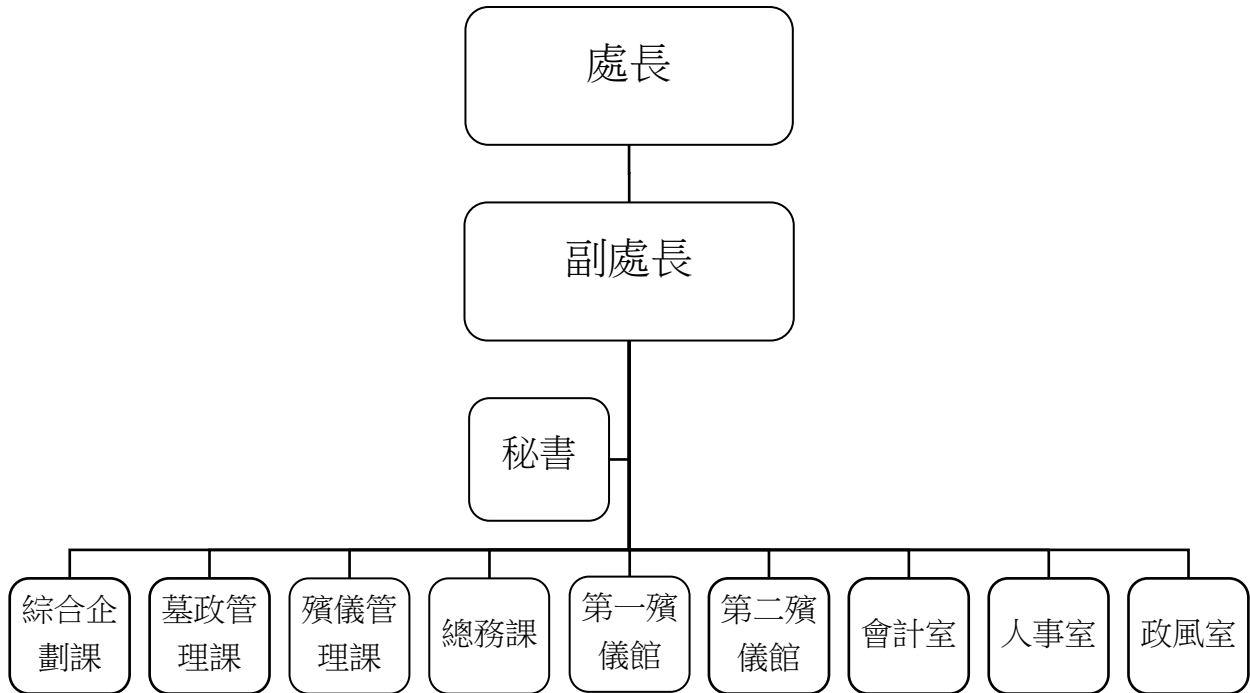 處長
副處長
秘書
綜合企
劃課
墓政管
理課
殯儀管
理課
總務課
第一殯
儀館
第二殯
儀館
會計室
人事室
政風室